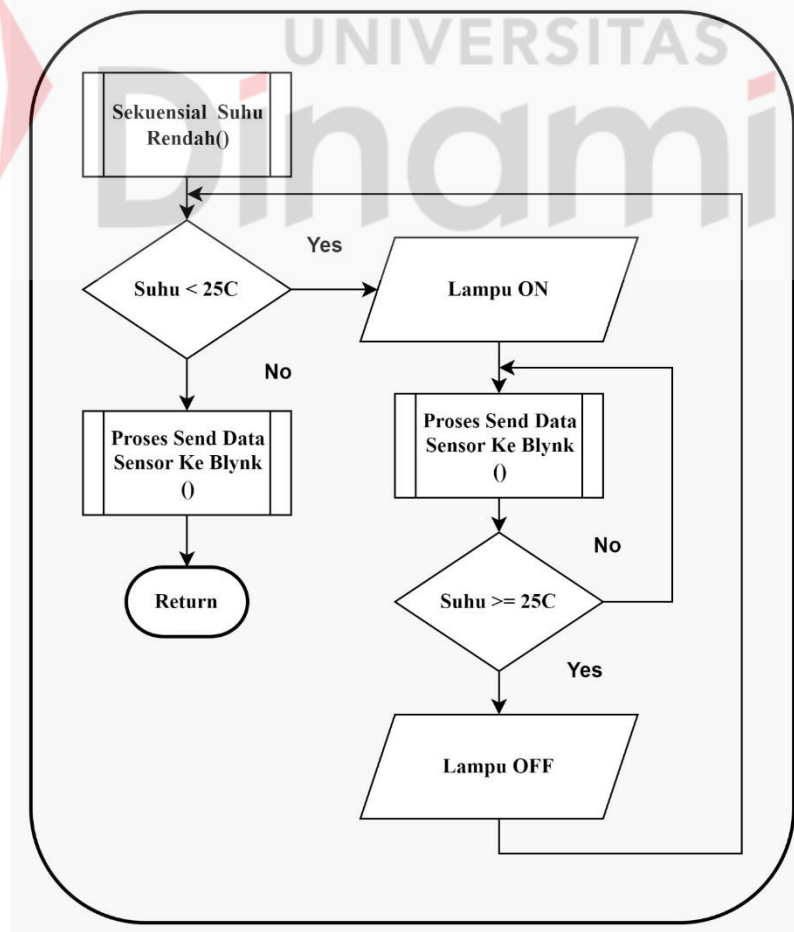 UNIVERSITAS
Dinami
Sekuensial Suhu
Rendah()
Suhu < 25C
Yes
Lampu ON
No
Proses Send Data
Sensor Ke Blynk
()
Return
Proses Send Data
Sensor Ke Blynk
()
No
Suhu >= 25C
Yes
Lampu OFF